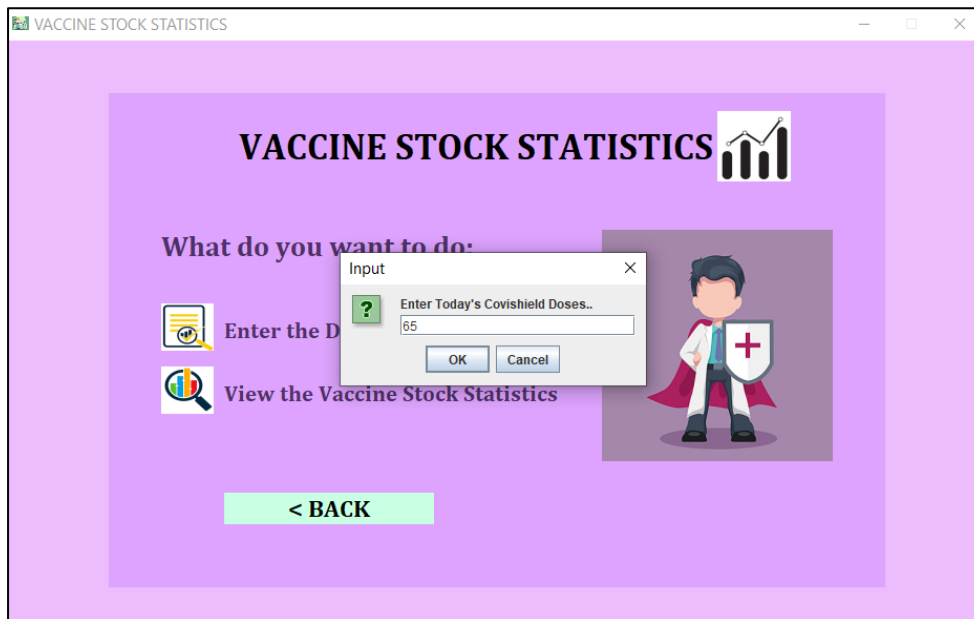 VACCINE STOCK STATISTICS
VACCINE STOCK STATISTICS
What do you want to do:
Input
Enter Today's Covishield Doses..
?
65
Enter the D
OK
Cancel
View the Vaccine Stock Statistics
< BACK